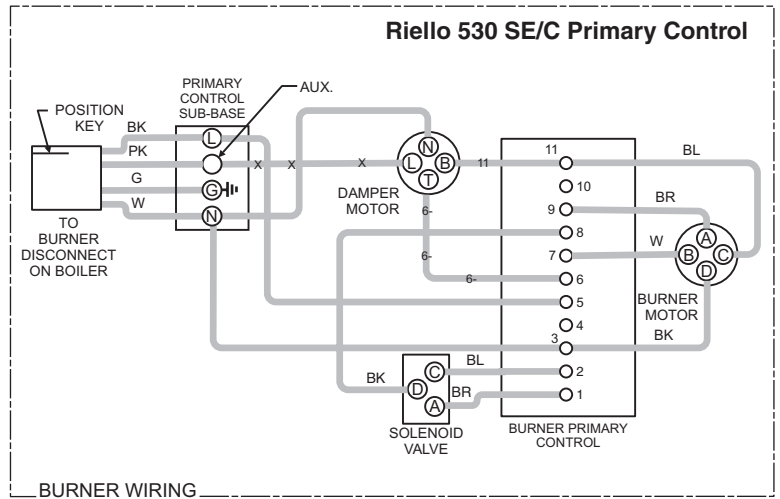 Riello 530 SE/C Primary Control
PRIMARY
CONTROL
SUB-BASE
AUX.
POSITION
KEY
BK
PK
G
W
TO
BURNER
DISCONNECT
ON BOILER
L
G
N
X
X
X
N
L
B
T
DAMPER
MOTOR
11
6-
6-
6-
11
10
9
8
7
6
5
4
3
2
1
BL
BR
W
BK
A
B
C
D
BURNER
MOTOR
BK
BL
BR
C
D
A
SOLENOID
VALVE
BURNER PRIMARY
CONTROL
BURNER WIRING